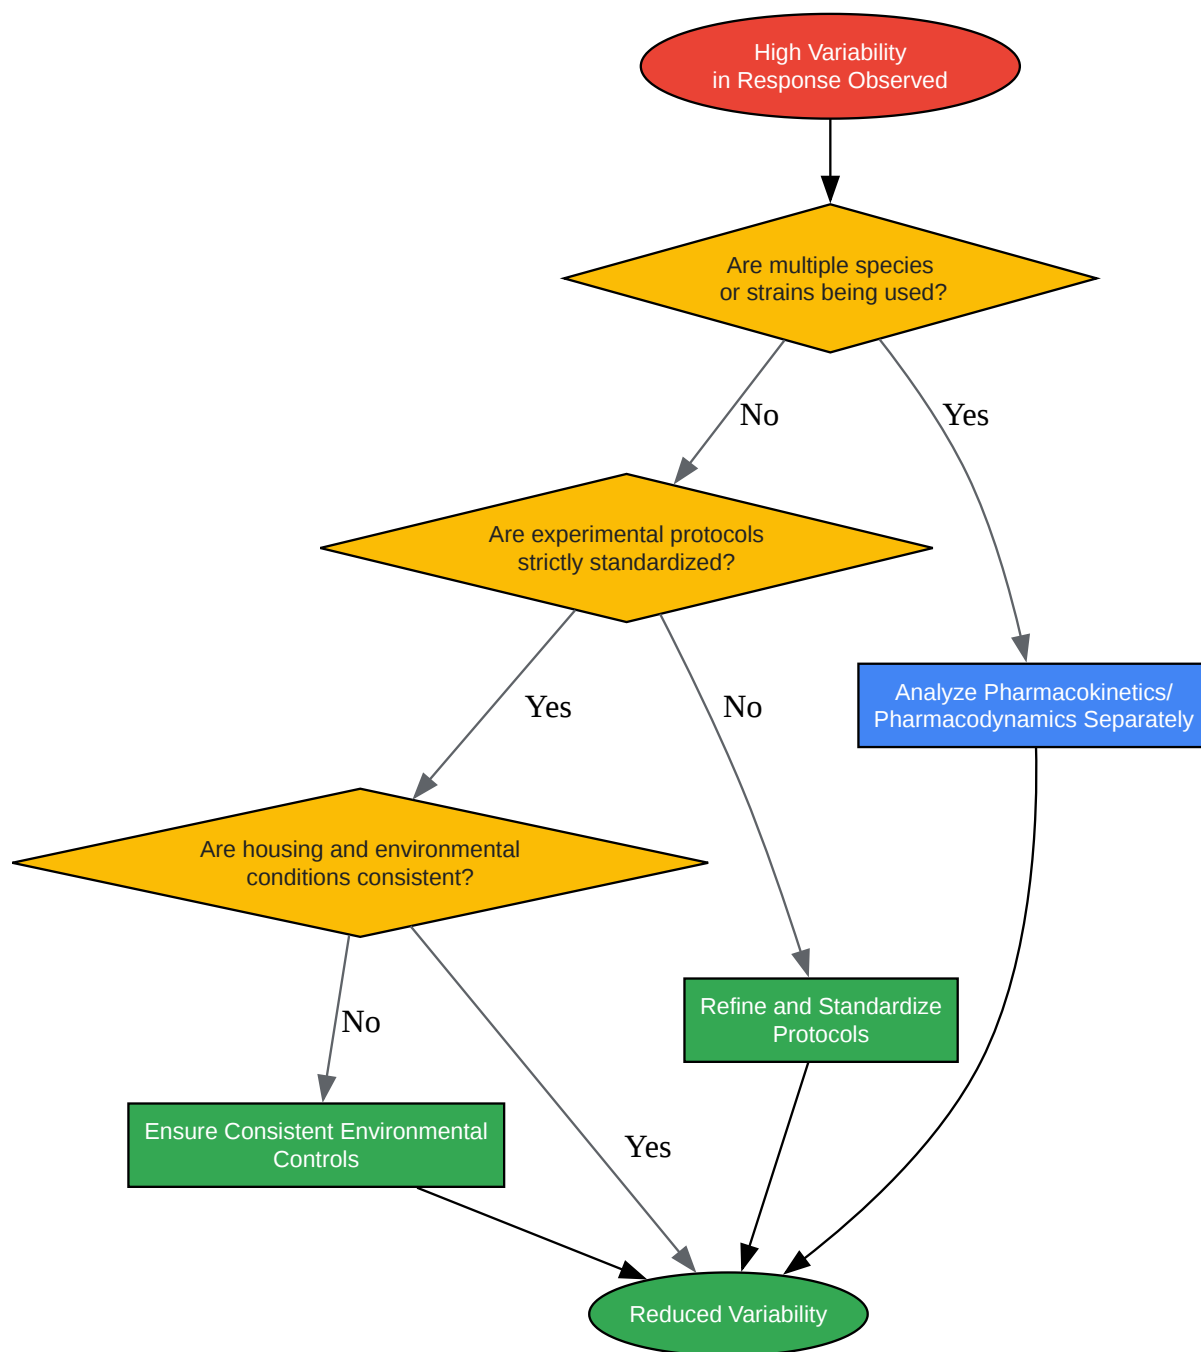 High Variability
in Response Observed
Are multiple species
or strains being used?
No
Yes
Are experimental protocols
strictly standardized?
Yes
No
Analyze Pharmacokinetics/
Pharmacodynamics Separately
Are housing and environmental
conditions consistent?
No
Refine and Standardize
Protocols
Ensure Consistent Environmental
Controls
Yes
Reduced Variability